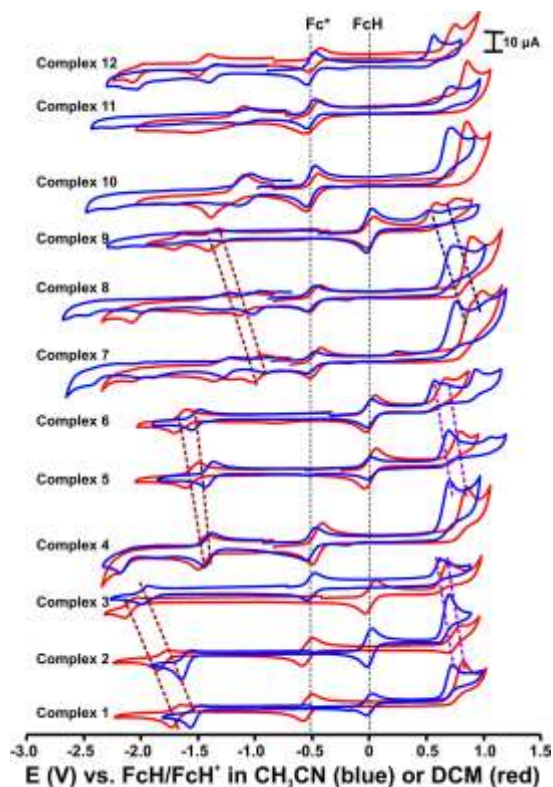 Fc* FcH
10 µA
Complex 12
Complex 11
Complex 10
Complex 9
Complex 8
Complex 7
Complex 6
Complex 5
Complex 4
Complex 3
Complex 2
Complex 1
-3.0 -2.5 -2.0 -1.5 -1.0 -0.5 0 0.5 1.0 1.5
E (V) vs. FcH/FcH⁺ in CH₃CN (blue) or DCM (red)